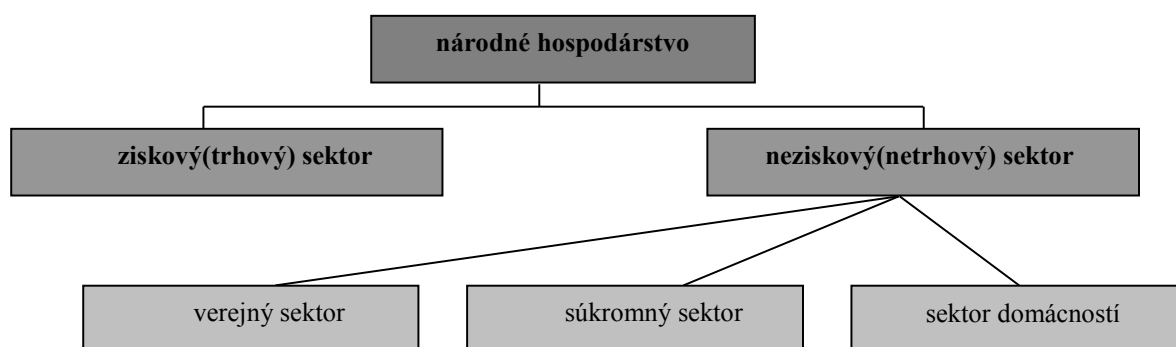 národné hospodárstvo
ziskový(trhový) sektor
neziskový(netrhový) sektor
verejný sektor
súkromný sektor
sektor domácností